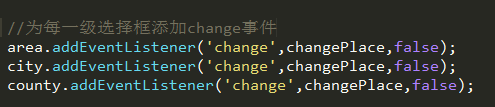 //为每一级选择框添加change事件
area.addEventListener('change',changePlace,false);
city.addEventListener('change',changePlace,false);
county.addEventListener('change',changePlace,false);